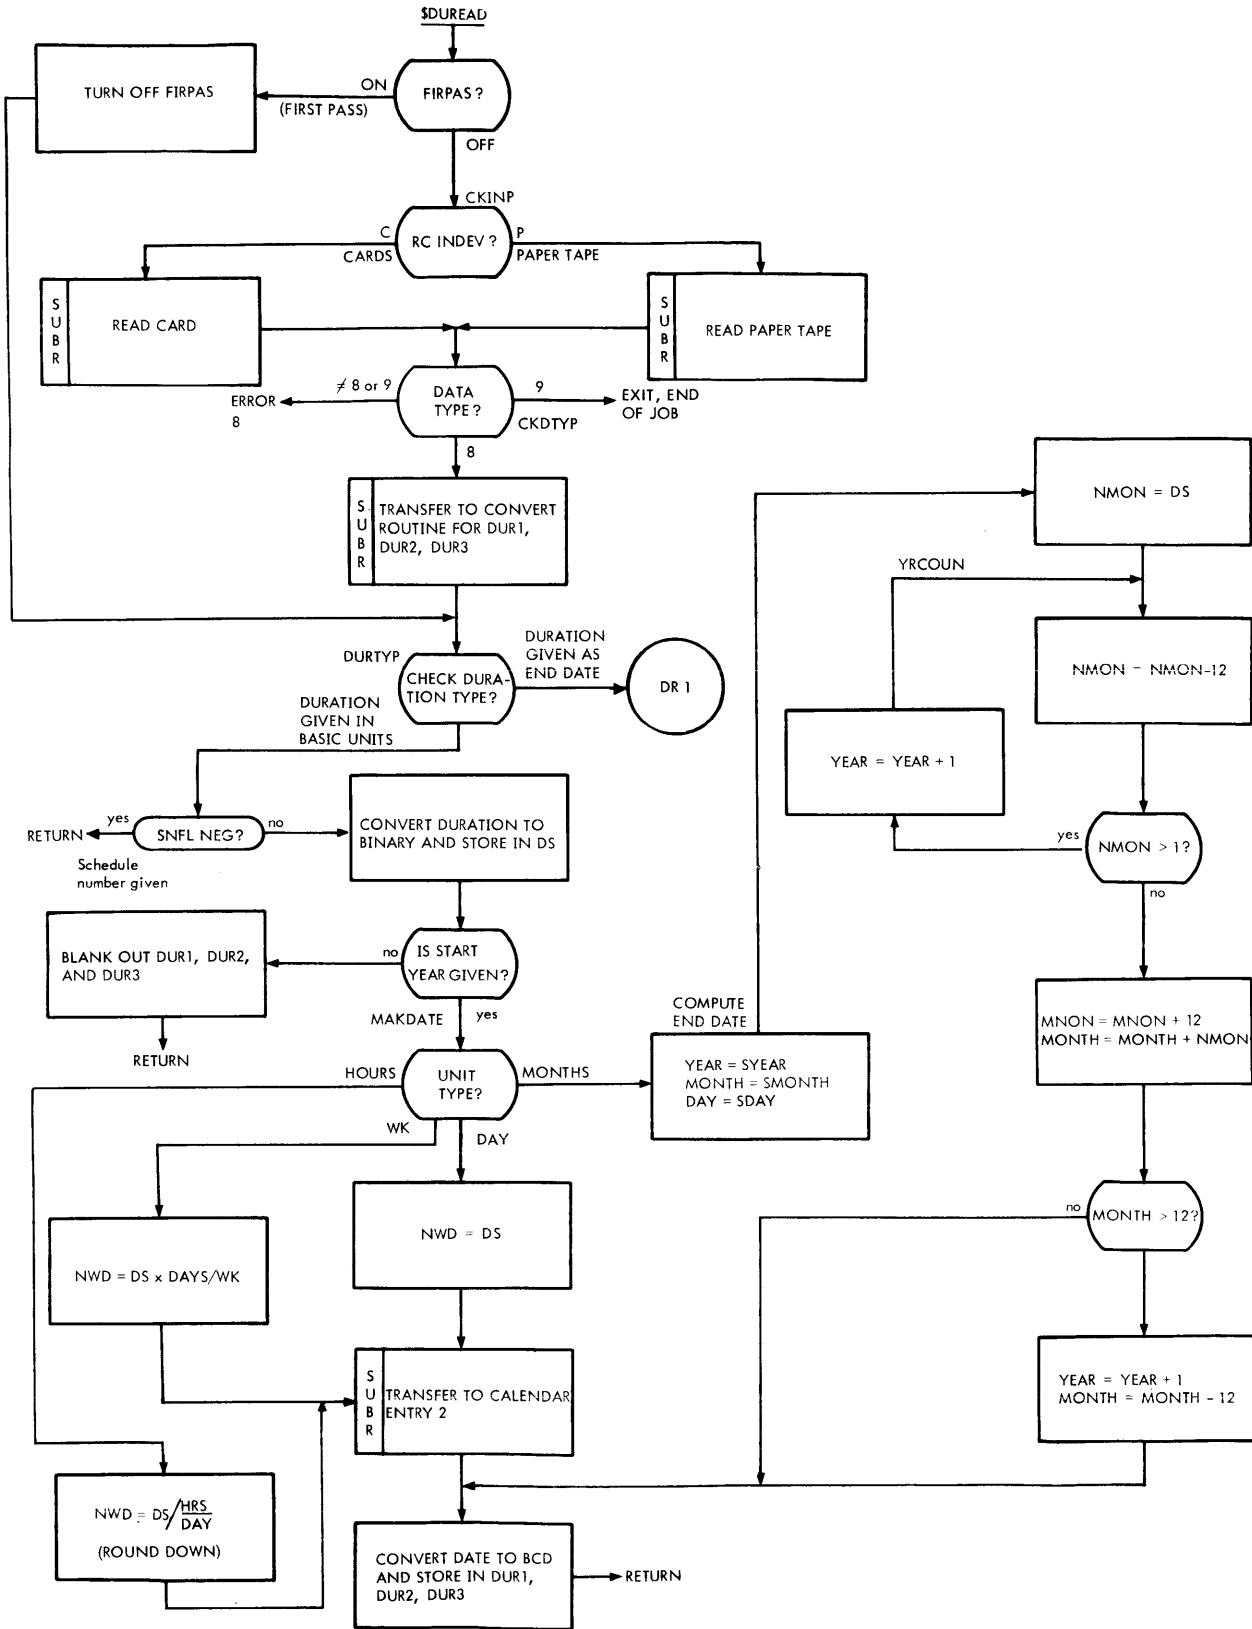 $DUREAD
TURN OFF FIRPAS
ON
(FIRST PASS)
FIRPAS?
OFF
CKINP
C
CARDS
RC INDEV?
P
PAPER TAPE
SUBR
READ CARD
SUBR
READ PAPER TAPE
≠ 8 or 9
ERROR
8
DATA
TYPE?
9
CKDTYP
EXIT, END
OF JOB
8
SUBR
TRANSFER TO CONVERT
ROUTINE FOR DUR1,
DUR2, DUR3
DURTYP
CHECK DURA-
TION TYPE?
DURATION
GIVEN AS
END DATE
DR 1
DURATION
GIVEN IN
BASIC UNITS
RETURN
yes
SNFL NEG?
no
Schedule
number given
CONVERT DURATION TO
BINARY AND STORE IN DS
BLANK OUT DUR1, DUR2,
AND DUR3
no
IS START
YEAR GIVEN?
RETURN
MAKDATE
yes
HOURS
UNIT
TYPE?
MONTHS
WK
DAY
COMPUTE
END DATE
YEAR = SYEAR
MONTH = SMONTH
DAY = SDAY
NMON = DS
YRCOUN
NMON - NMON-12
YEAR = YEAR + 1
yes
NMON > 1?
no
MNON = MNON + 12
MONTH = MONTH + NMON
no
MONTH > 12?
YEAR = YEAR + 1
MONTH = MONTH - 12
NWD = DS
NWD = DS x DAYS/WK
SUBR
TRANSFER TO CALENDAR
ENTRY 2
NWD = DS/HRS
DAY
(ROUND DOWN)
CONVERT DATE TO BCD
AND STORE IN DUR1,
DUR2, DUR3
RETURN